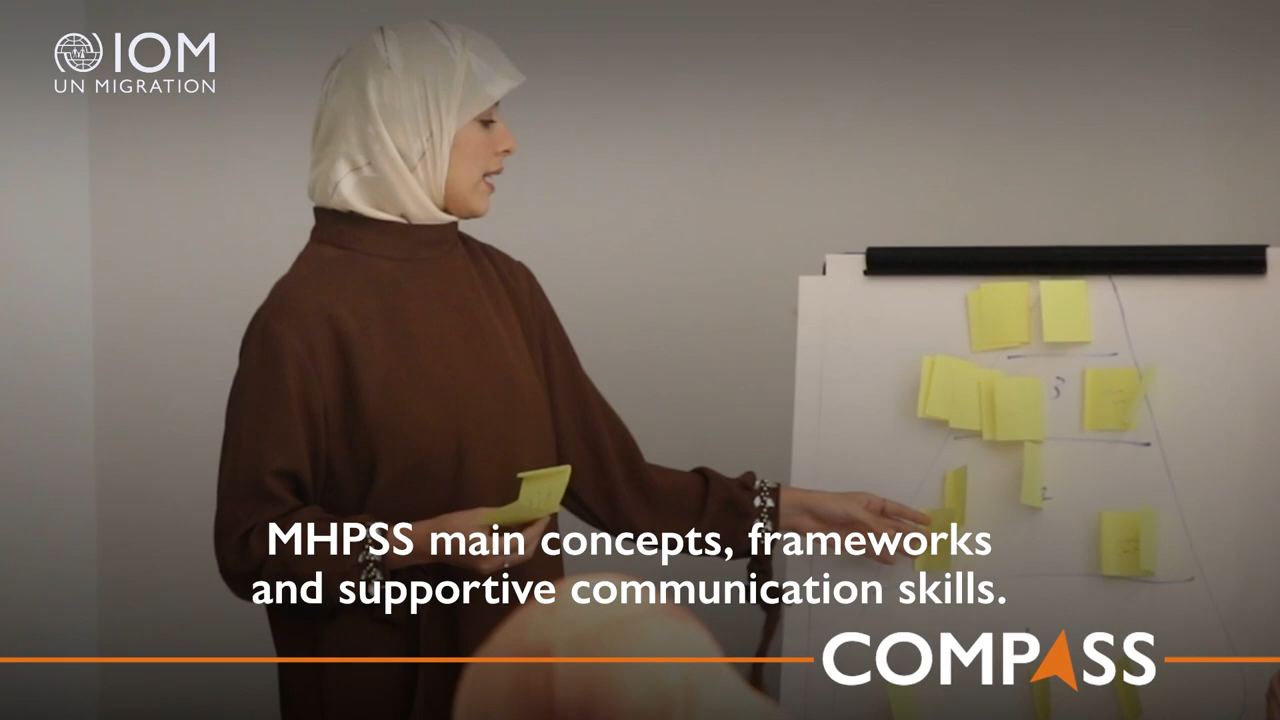 IOM
UN MIGRATION
MHPSS main concepts, frameworks
and supportive communication skills.
COMPASS